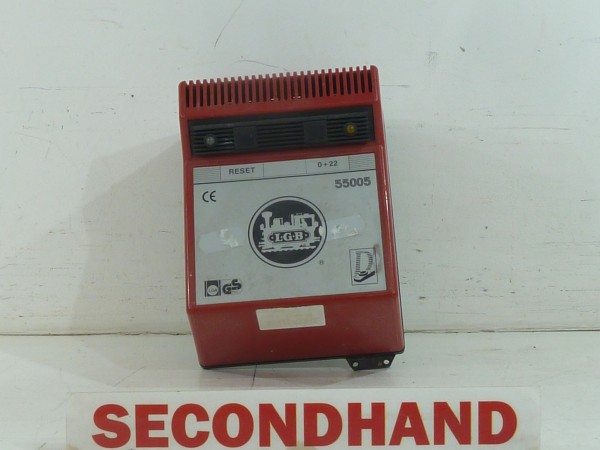 RESET 0+22
55005
CE
L.G.B
D
GS
SECONDHAND